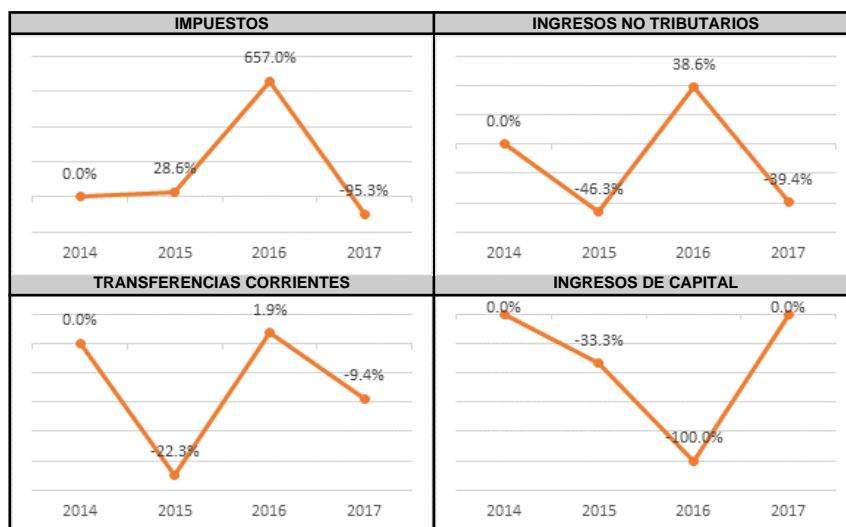 IMPUESTOS
657.0%
0.0%
28.6%
-95.3%
2014 2015 2016 2017
INGRESOS NO TRIBUTARIOS
38.6%
0.0%
-46.3%
-39.4%
2014 2015 2016 2017
TRANSFERENCIAS CORRIENTES
0.0%
1.9%
-9.4%
-22.3%
2014 2015 2016 2017
INGRESOS DE CAPITAL
0.0%
0.0%
-33.3%
-100.0%
2014 2015 2016 2017